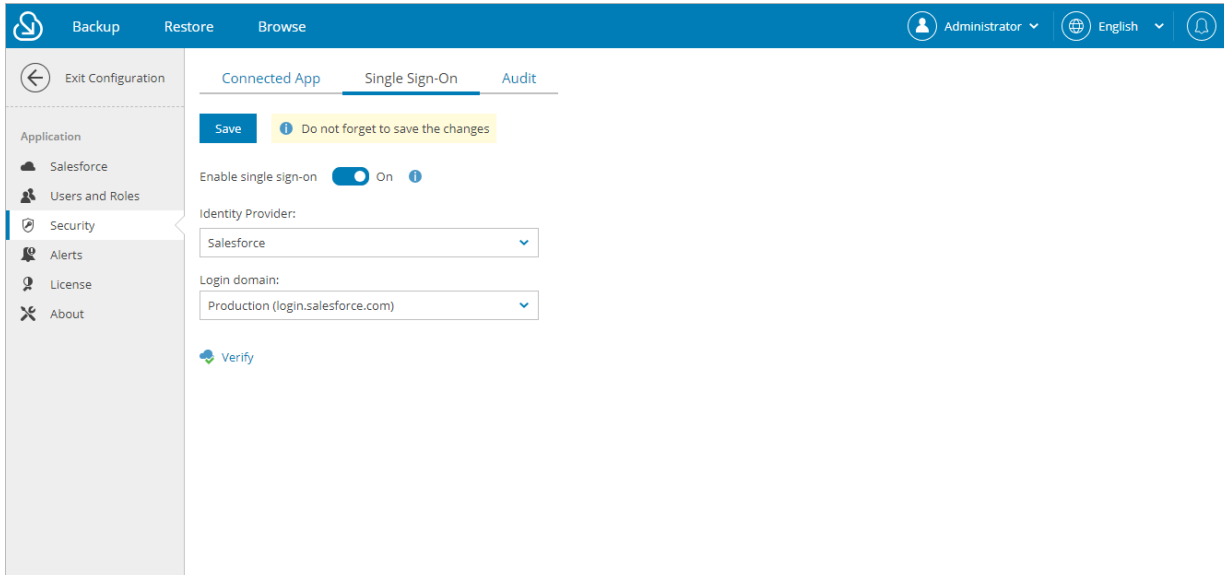 Backup Restore Browse Administrator English
Exit Configuration
Connected App Single Sign-On Audit
Application
Salesforce
Users and Roles
Security
Alerts
License
About
Save Do not forget to save the changes
Enable single sign-on On
Identity Provider:
Salesforce
Login domain:
Production (login.salesforce.com)
Verify